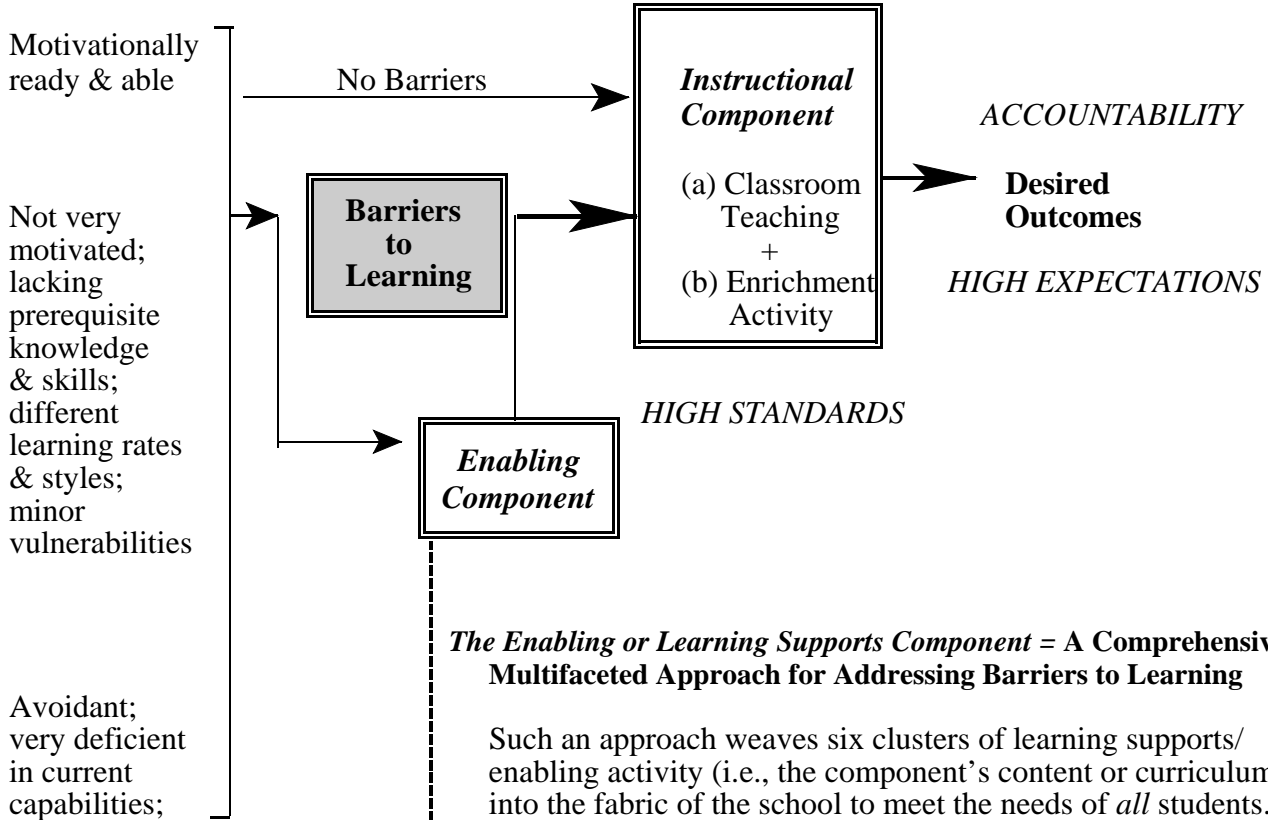 Motivationally
ready & able
No Barriers
Not very
motivated;
lacking
prerequisite
knowledge
& skills;
different
learning rates
& styles;
minor
vulnerabilities
Avoidant;
very deficient
in current
capabilities;
Barriers
to
Learning
Instructional
Component
(a) Classroom
Teaching
+
(b) Enrichment
Activity
ACCOUNTABILITY
Desired
Outcomes
HIGH EXPECTATIONS
HIGH STANDARDS
Enabling
Component
The Enabling or Learning Supports Component = A Comprehensiv
Multifaceted Approach for Addressing Barriers to Learning
Such an approach weaves six clusters of learning supports/
enabling activity (i.e., the component’s content or curriculum
into the fabric of the school to meet the needs of all students.